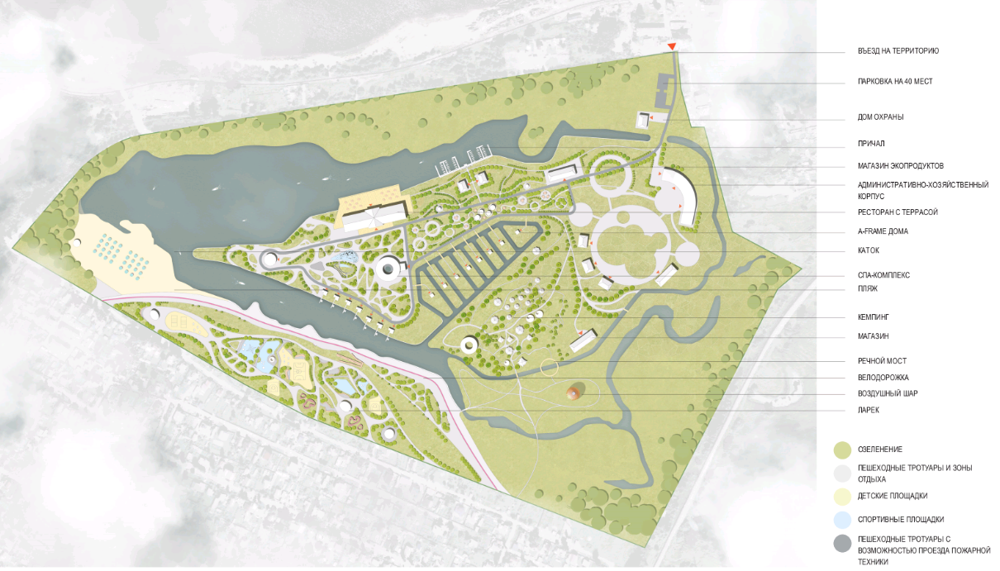 ВЪЕЗД НА ТЕРРИТОРИЮ
ПАРКОВКА НА 40 МЕСТ
ДОМ ОХРАНЫ
ПРИЧАЛ
МАГАЗИН ЭКОПРОДУКТОВ
АДМИНИСТРАТИВНО-ХОЗЯЙСТВЕННЫЙ
КОРПУС
РЕСТОРАН С ТЕРРАСОЙ
A-FRAME ДОМА
КАТОК
СПА-КОМПЛЕКС
ПЛЯЖ
КЕМПИНГ
МАГАЗИН
РЕЧНОЙ МОСТ
ВЕЛОДОРОЖКА
ВОЗДУШНЫЙ ШАР
ЛАРЕК
ОЗЕЛЕНЕНИЕ
ПЕШЕХОДНЫЕ ТРОТУАРЫ И ЗОНЫ
ОТДЫХА
ДЕТСКИЕ ПЛОЩАДКИ
СПОРТИВНЫЕ ПЛОЩАДКИ
ПЕШЕХОДНЫЕ ТРОТУАРЫ С
ВОЗМОЖНОСТЬЮ ПРОЕЗДА ПОЖАРНОЙ
ТЕХНИКИ